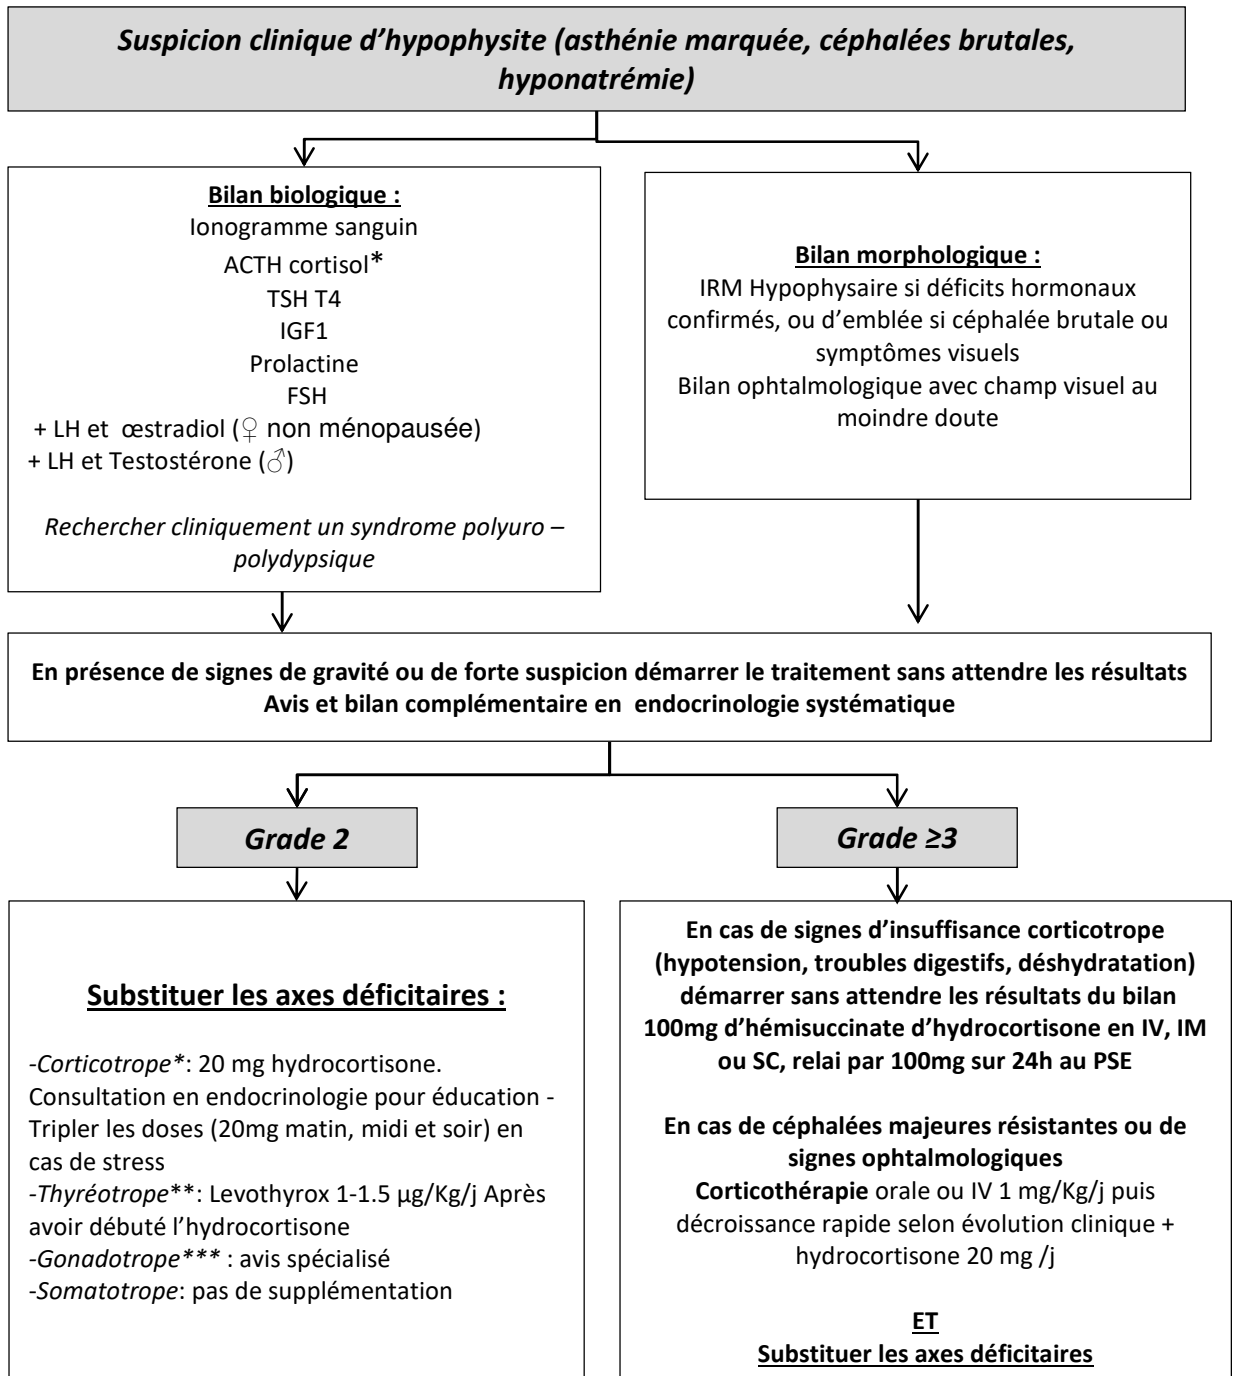 Suspicion clinique d’hypophysite (asthénie marquée, céphalées brutales,
hyponatrémie)
Bilan biologique :
Ionogramme sanguin
ACTH cortisol*
TSH T4
IGF1
Prolactine
FSH
+ LH et œstradiol (♀ non ménopausée)
+ LH et Testostérone (♂)
Rechercher cliniquement un syndrome polyuro –
polydypsique
Bilan morphologique :
IRM Hypophysaire si déficits hormonaux
confirmés, ou d’emblée si céphalée brutale ou
symptômes visuels
Bilan ophtalmologique avec champ visuel au
moindre doute
En présence de signes de gravité ou de forte suspicion démarrer le traitement sans attendre les résultats
Avis et bilan complémentaire en endocrinologie systématique
Grade 2
Grade ≥3
Substituer les axes déficitaires :
-Corticotrope*: 20 mg hydrocortisone.
Consultation en endocrinologie pour éducation -
Tripler les doses (20mg matin, midi et soir) en
cas de stress
-Thyréotrope**: Levothyrox 1-1.5 µg/Kg/j Après
avoir débuté l’hydrocortisone
-Gonadotrope*** : avis spécialisé
-Somatotrope: pas de supplémentation
En cas de signes d’insuffisance corticotrope
(hypotension, troubles digestifs, déshydratation)
démarrer sans attendre les résultats du bilan
100mg d’hémisuccinate d’hydrocortisone en IV, IM
ou SC, relai par 100mg sur 24h au PSE
En cas de céphalées majeures résistantes ou de
signes ophtalmologiques
Corticothérapie orale ou IV 1 mg/Kg/j puis
décroissance rapide selon évolution clinique +
hydrocortisone 20 mg /j
ET
Substituer les axes déficitaires